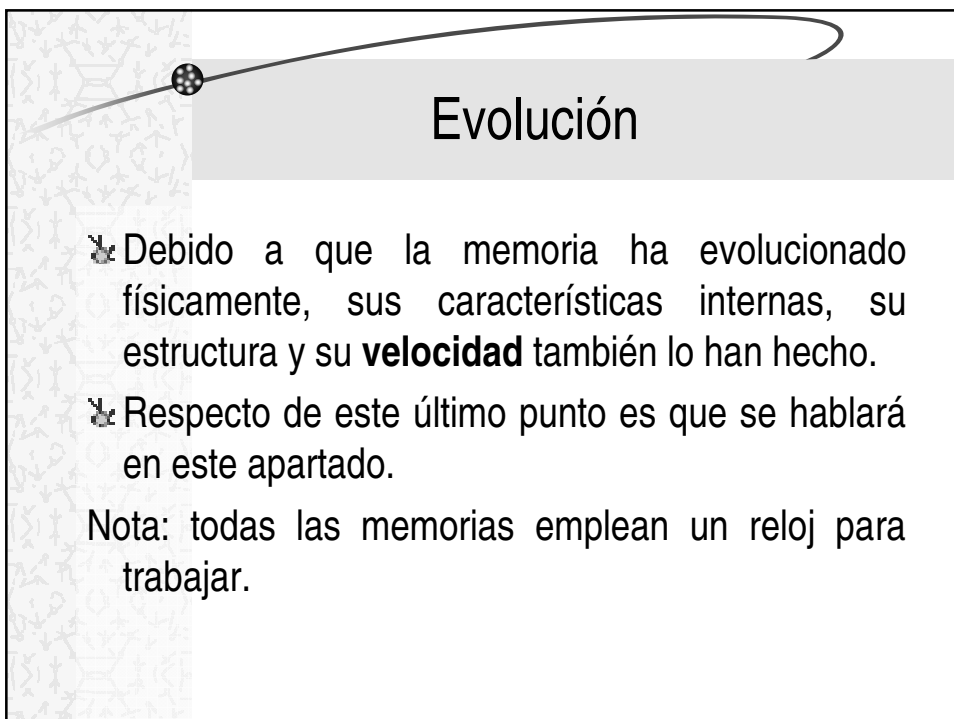 Evolución
Debido a que la memoria ha evolucionado
físicamente, sus características internas, su
estructura y su velocidad también lo han hecho.
Respecto de este último punto es que se hablará
en este apartado.
Nota: todas las memorias emplean un reloj para
trabajar.